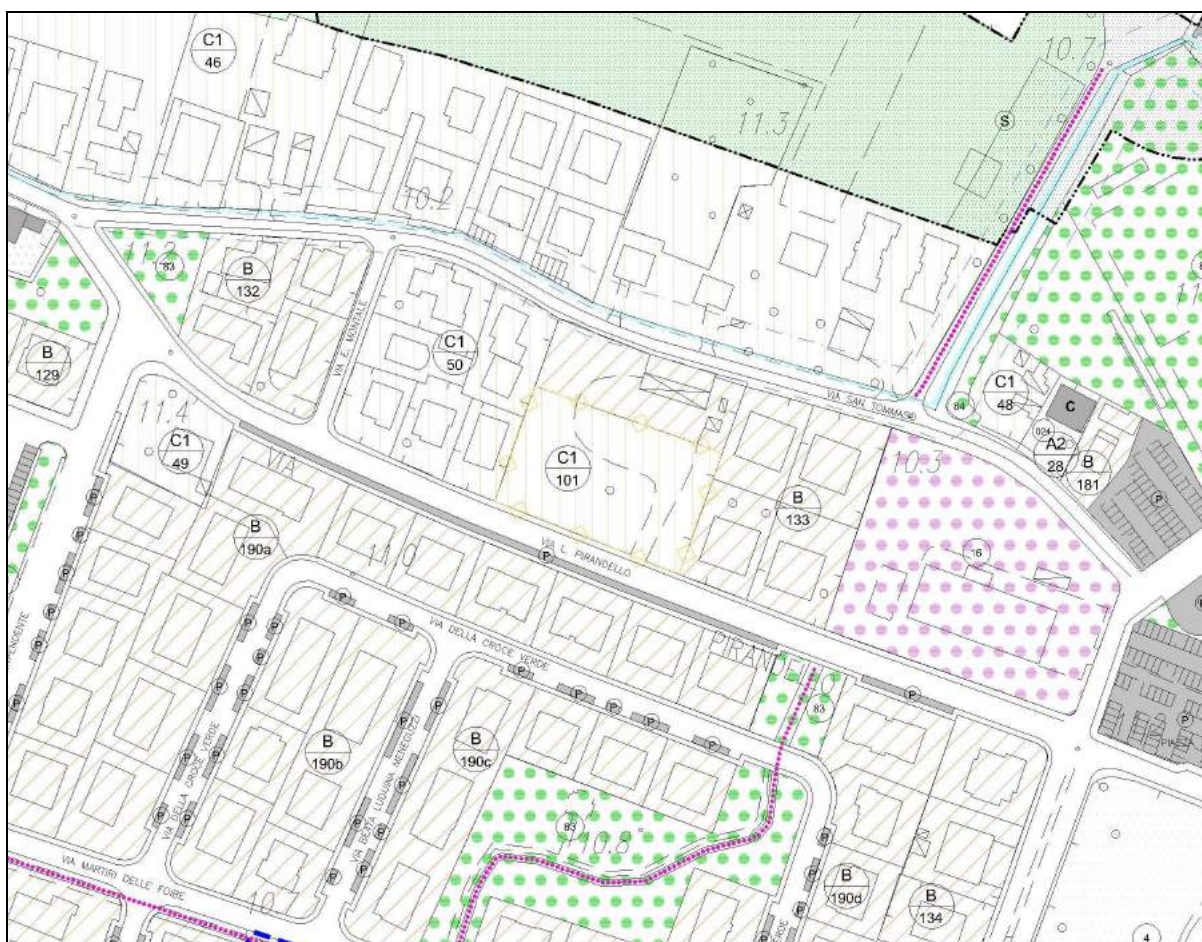 C1
46
10.7
S
11.3
10.2
11.2
83
B
132
VIA E. MONTALE
C1
50
B
129
VIA SAN TOMMASO
84
C1
48
C
024
A2
28
B
181
P
11.4
C1
49
VIA
C1
101
10.3
B
133
16
B
190a
11.0
P
VIA L. PIRANDELLO
P
P
P
P
P
VIA DELLA CROCE VERDE
P
P
P
P
P
P
83
P
P
PIAZZA
B
190b
P
P
B
190c
P
P
P
P
VIA DELLA CROCE VERDE
VIA BEATA LUDUINA MENEGUZZO
83
10.8
P
P
P
P
P
P
VIA MARTIRI DELLE FOIBE
B
190d
B
134
P
4